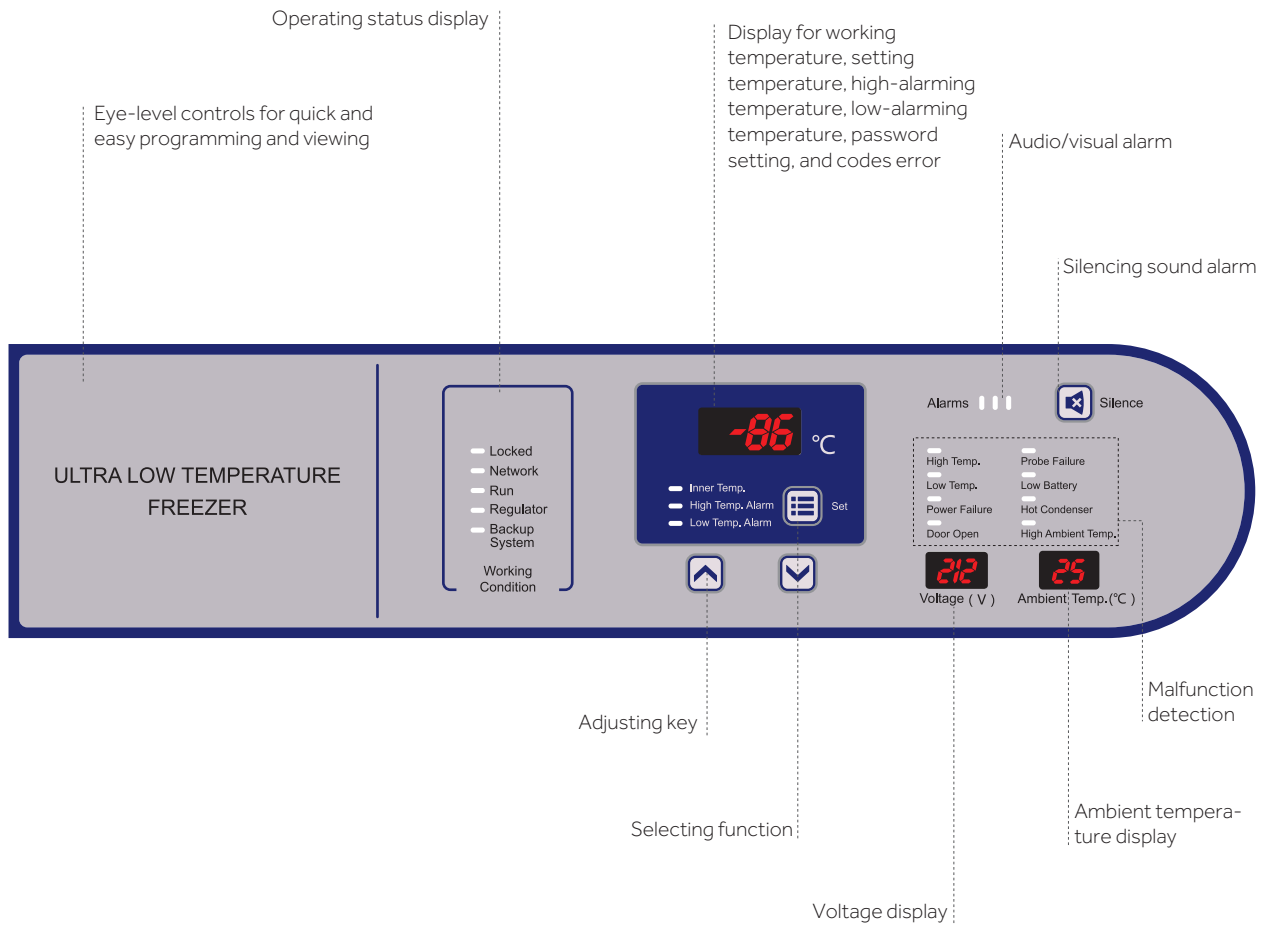 Operating status display
Display for working
temperature, setting
temperature, high-alarming
temperature, low-alarming
temperature, password
setting, and codes error
Eye-level controls for quick and
easy programming and viewing
Audio/visual alarm
Silencing sound alarm
ULTRA LOW TEMPERATURE
FREEZER
Locked
Network
Run
Regulator
Backup
System
Working
Condition
-86 °C
Inner Temp.
High Temp. Alarm
Low Temp. Alarm
Set
Alarms
Silence
High Temp.
Probe Failure
Low Temp.
Low Battery
Power Failure
Hot Condenser
Door Open
High Ambient Temp.
212
25
Voltage ( V )
Ambient Temp.(℃ )
Malfunction
detection
Adjusting key
Ambient tempera-
ture display
Selecting function
Voltage display